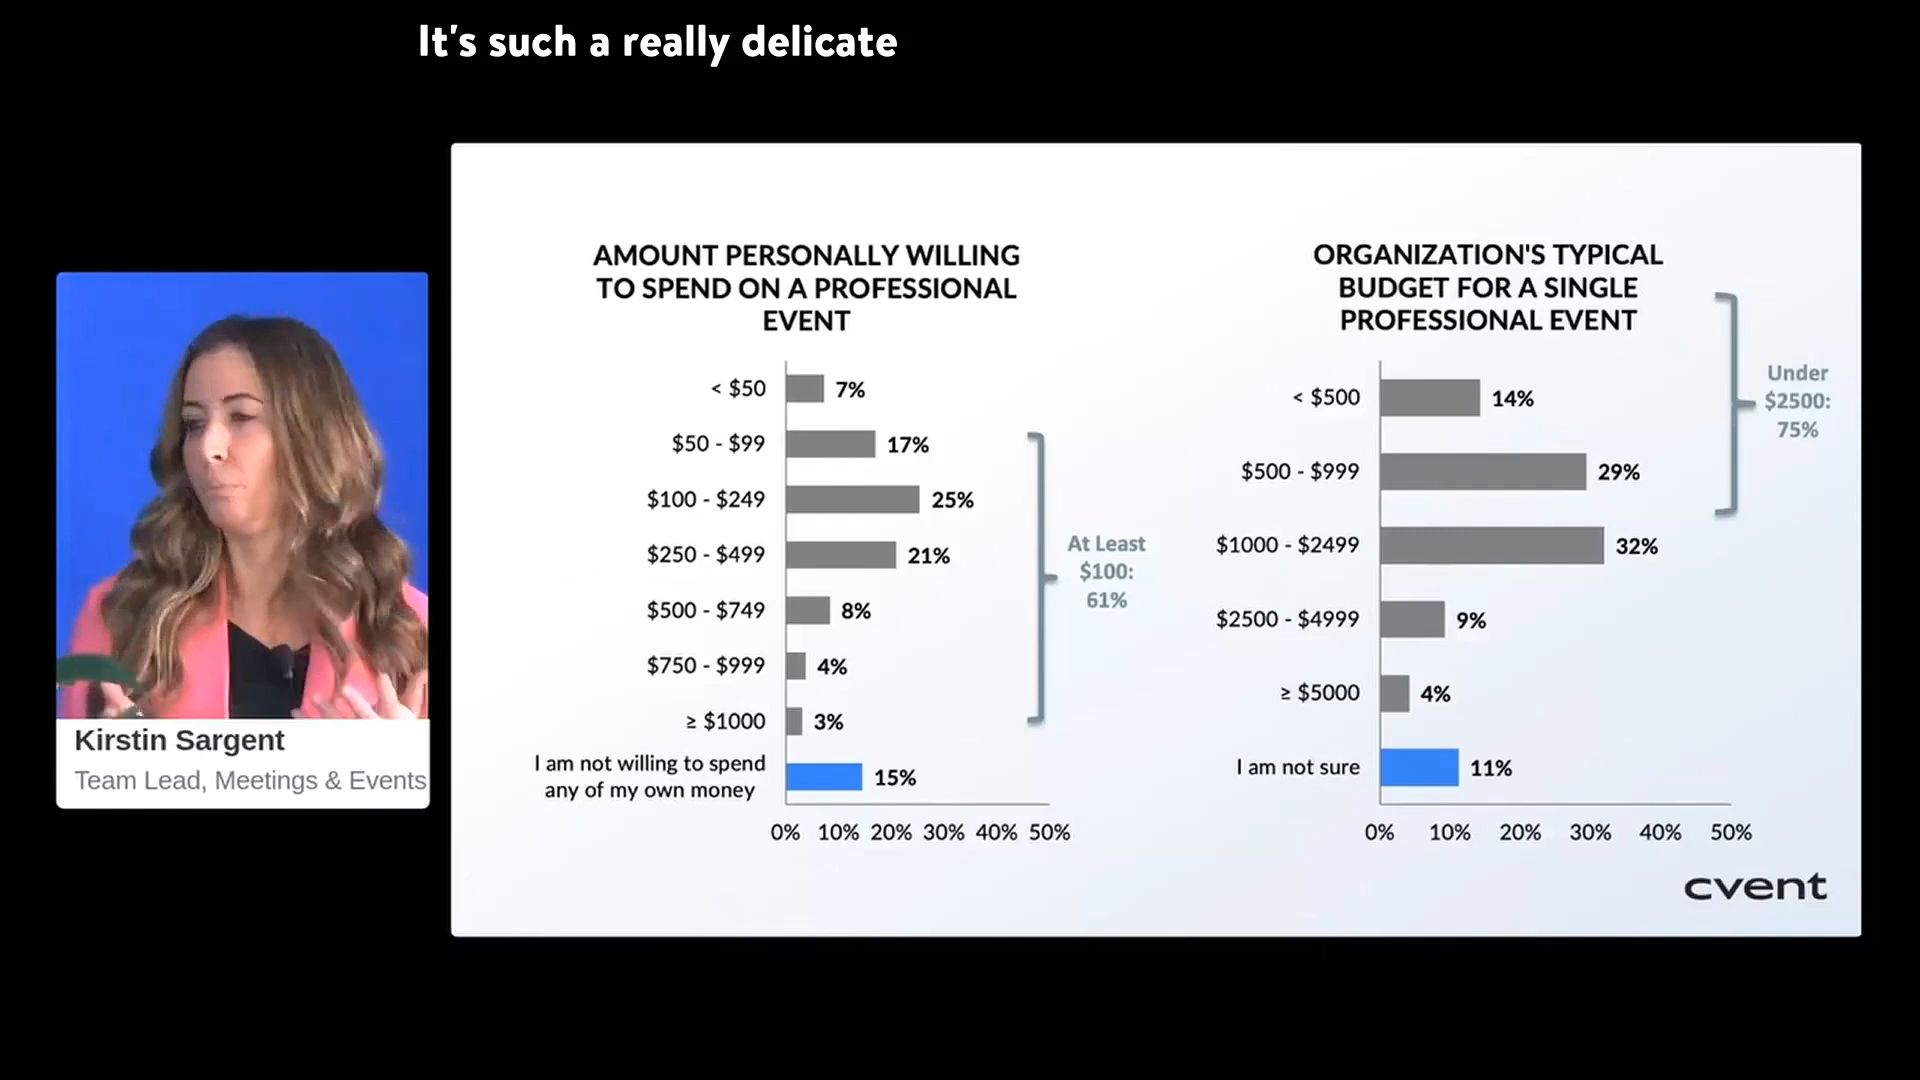 It's such a really delicate
AMOUNT PERSONALLY WILLING
TO SPEND ON A PROFESSIONAL
EVENT
< $50 7%
$50 - $99 17%
$100 - $249 25%
$250 - $499 21%
$500 - $749 8%
$750 - $999 4%
≥ $1000 3%
I am not willing to spend
any of my own money 15%
0% 10% 20% 30% 40% 50%
At Least
$100:
61%
ORGANIZATION'S TYPICAL
BUDGET FOR A SINGLE
PROFESSIONAL EVENT
< $500 14%
$500 - $999 29%
$1000 - $2499 32%
$2500 - $4999 9%
≥ $5000 4%
I am not sure 11%
0% 10% 20% 30% 40% 50%
Under
$2500:
75%
cvent
Kirstin Sargent
Team Lead, Meetings & Events